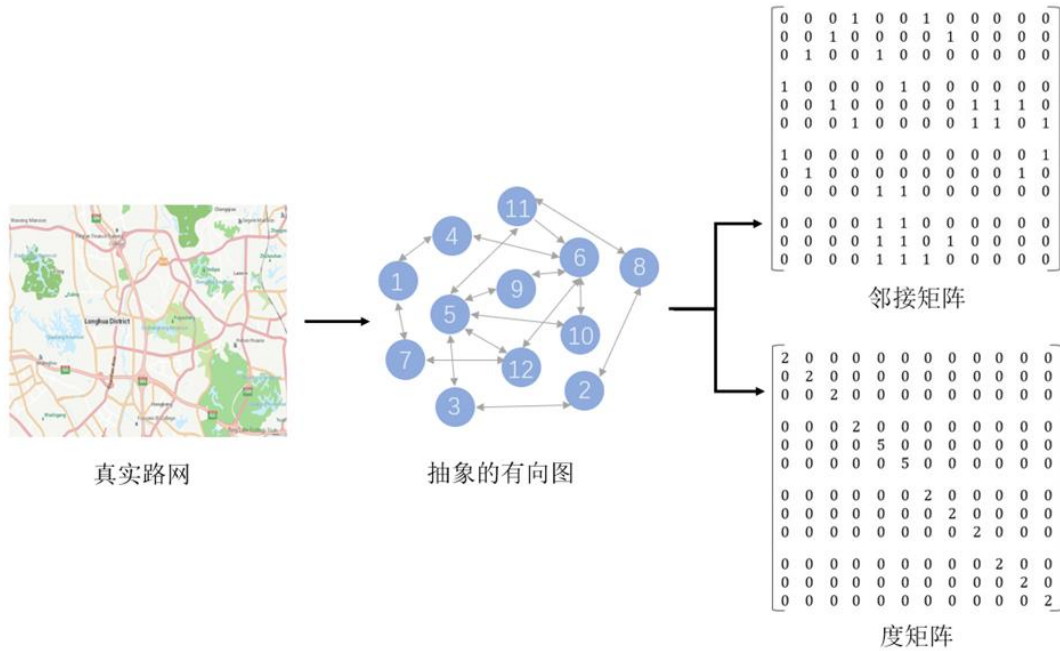 0 0 0 1 0 0 1 0 0 0 0 0
0 0 1 0 0 0 0 1 0 0 0 0
0 1 0 0 1 0 0 0 0 0 0 0
1 0 0 0 0 1 0 0 0 0 0 0
0 0 1 0 0 0 0 0 1 1 1 0
0 0 0 1 0 0 0 0 1 1 0 1
1 0 0 0 0 0 0 0 0 0 0 1
0 1 0 0 0 0 0 0 0 0 1 0
0 0 0 0 1 1 0 0 0 0 0 0
0 0 0 0 1 1 0 0 0 0 0 0
0 0 0 0 1 1 0 1 0 0 0 0
0 0 0 0 1 1 1 0 0 0 0 0
邻接矩阵
Longhua District
真实路网
11
4
6
8
1
9
5
10
7
12
2
3
抽象的有向图
2 0 0 0 0 0 0 0 0 0 0 0
0 2 0 0 0 0 0 0 0 0 0 0
0 0 2 0 0 0 0 0 0 0 0 0
0 0 0 2 0 0 0 0 0 0 0 0
0 0 0 0 5 0 0 0 0 0 0 0
0 0 0 0 0 5 0 0 0 0 0 0
0 0 0 0 0 0 2 0 0 0 0 0
0 0 0 0 0 0 0 2 0 0 0 0
0 0 0 0 0 0 0 0 2 0 0 0
0 0 0 0 0 0 0 0 0 2 0 0
0 0 0 0 0 0 0 0 0 0 2 0
0 0 0 0 0 0 0 0 0 0 0 2
度矩阵